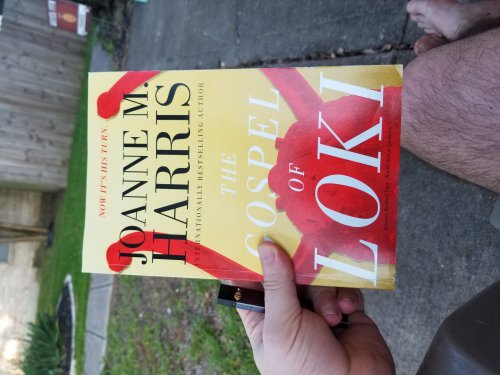 NOW IT'S HIS TURN.
JOANNE M.
HARRIS
INTERNATIONALLY BESTSELLING AUTHOR
THE
GOSPEL
OF
LOKI